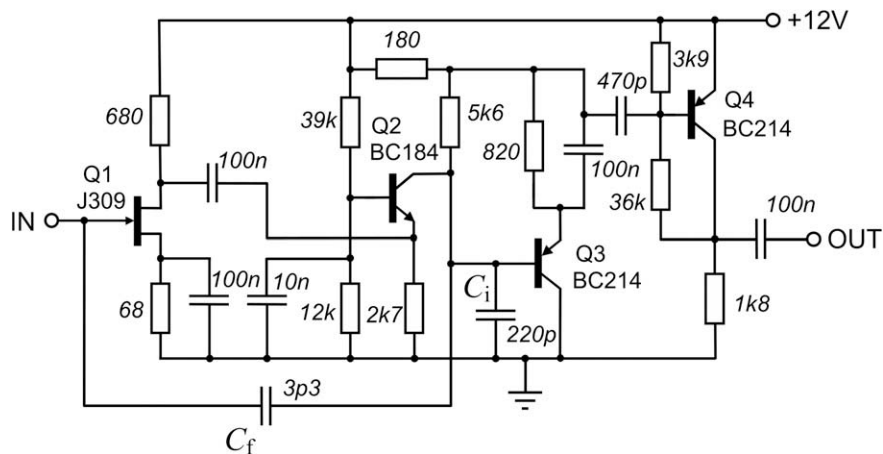 +12V
180
470p
3k9
680
39k
Q2
BC184
5k6
820
Q4
BC214
100n
100n
Q1
J309
36k
100n
IN
OUT
Q3
BC214
100n
10n
Ci
68
12k
2k7
220p
1k8
3p3
Cf